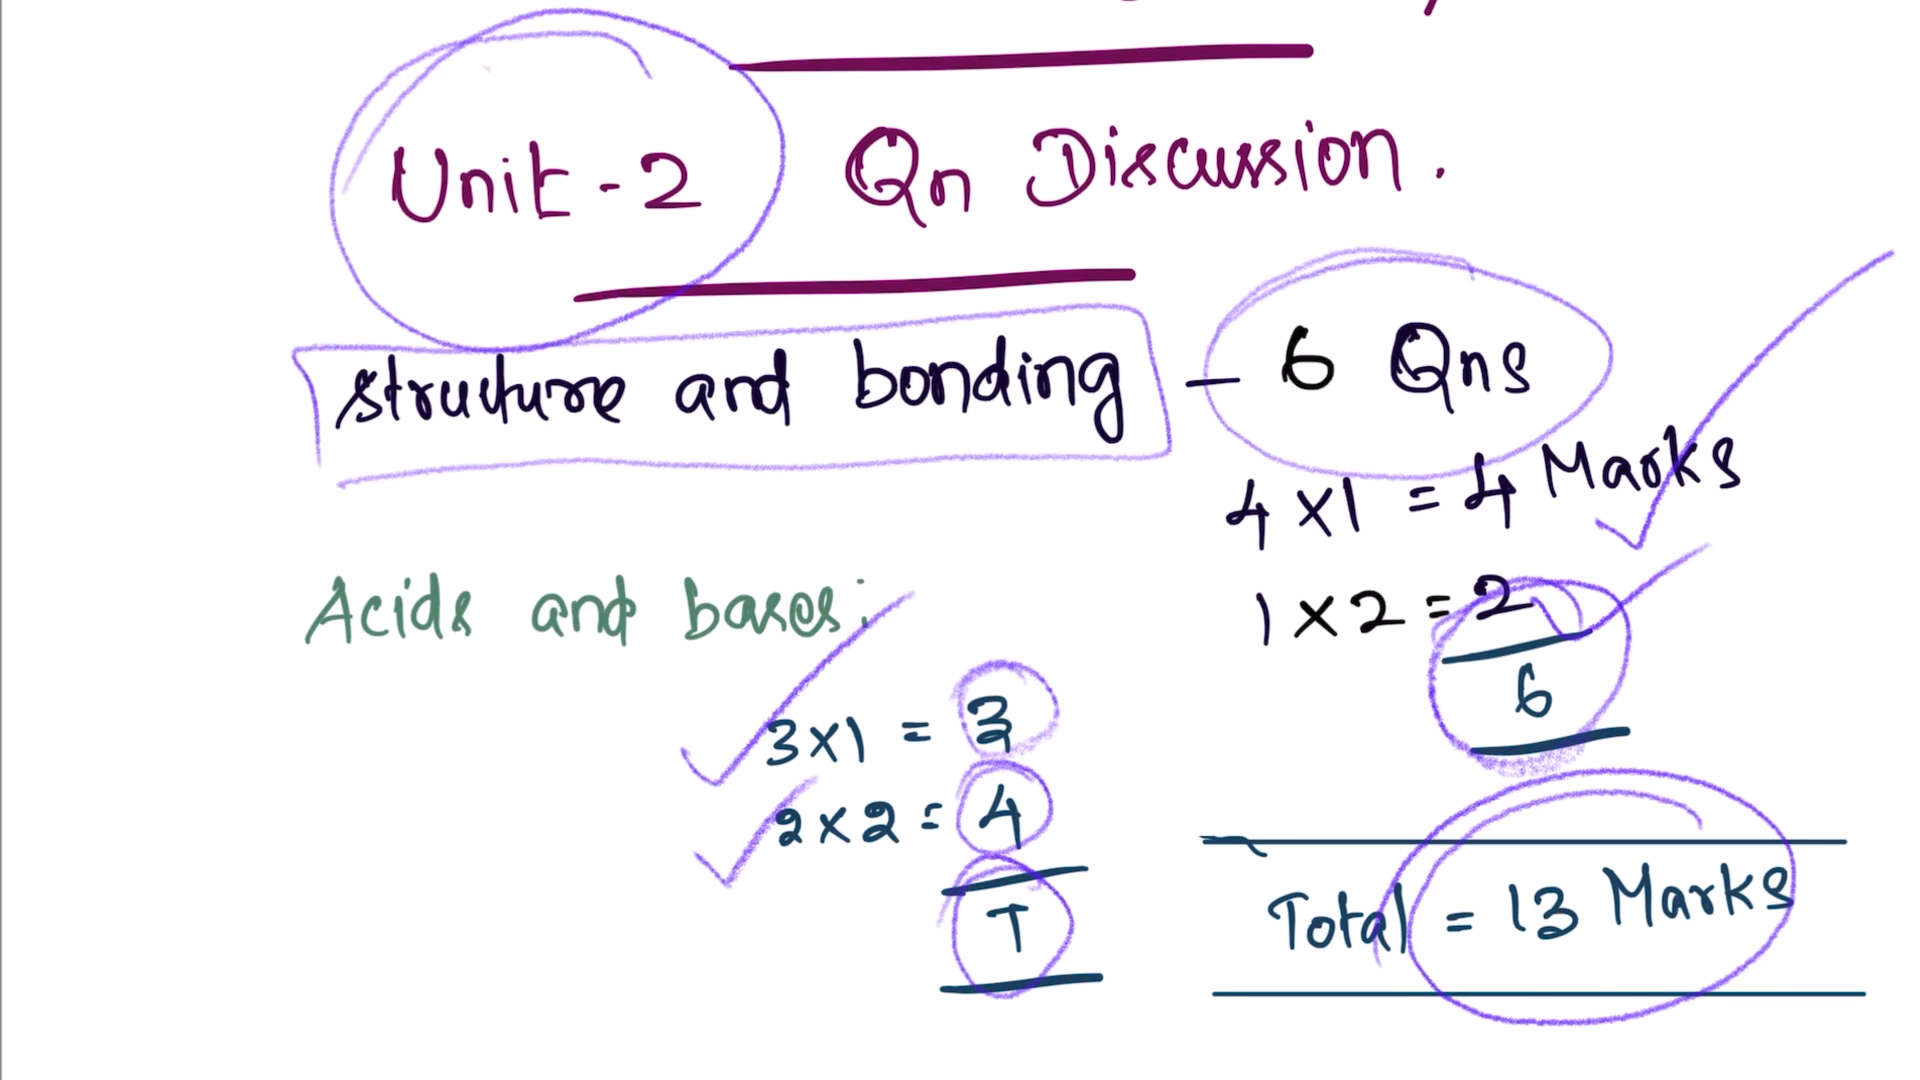 Unit - 2 Qn Discussion.
structure and bonding - 6 Qns
4 x 1 = 4 Marks
1 x 2 = 2
6
Acids and bases:
3 x 1 = 3
2 x 2 = 4
7
Total = 13 Marks